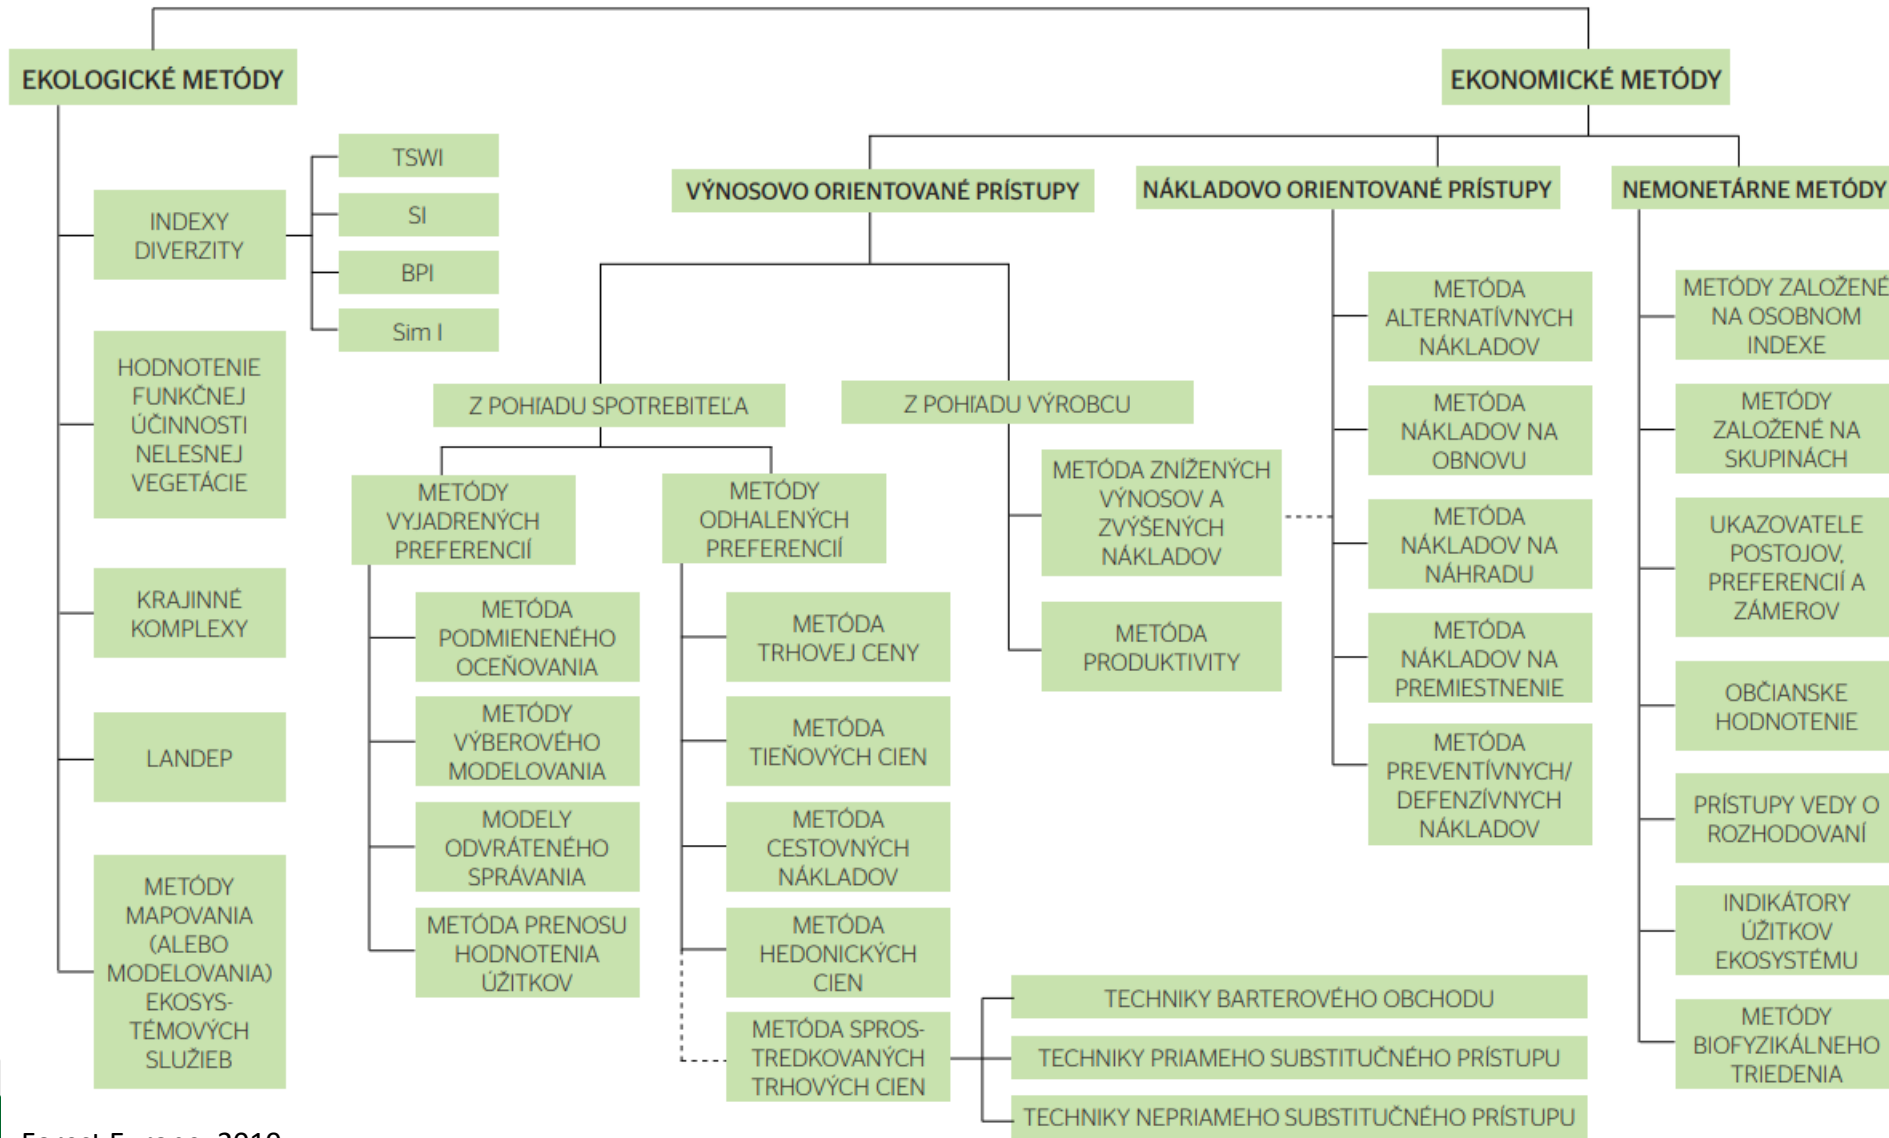 EKOLOGICKÉ METÓDY
EKONOMICKÉ METÓDY
INDEXY
DIVERZITY
TSWI
SI
BPI
Sim I
HODNOTENIE
FUNKČNEJ
ÚČINNOSTI
NELESNEJ
VEGETÁCIE
KRAJINNÉ
KOMPLEXY
LANDEP
METÓDY
MAPOVANIA
(ALEBO
MODELOVANIA)
EKOSYS-
TÉMOVÝCH
SLUŽIEB
VÝNOSOVO ORIENTOVANÉ PRÍSTUPY
NÁKLADOVO ORIENTOVANÉ PRÍSTUPY
NEMONETÁRNE METÓDY
Z POHĽADU SPOTREBITEĽA
Z POHĽADU VÝROBCU
METÓDY
VYJADRENÝCH
PREFERENCIÍ
METÓDA
PODMIENENÉHO
OCEŇOVANIA
METÓDY
VÝBEROVÉHO
MODELOVANIA
MODELY
ODVRÁTENÉHO
SPRÁVANIA
METÓDA PRENOSU
HODNOTENIA
ÚŽITKOV
METÓDY
ODHALENÝCH
PREFERENCIÍ
METÓDA
TRHOVEJ CENY
METÓDA
TIEŇOVÝCH CIEN
METÓDA
CESTOVNÝCH
NÁKLADOV
METÓDA
HEDONICKÝCH
CIEN
METÓDA SPROS-
TREDKOVANÝCH
TRHOVÝCH CIEN
TECHNIKY BARTEROVÉHO OBCHODU
TECHNIKY PRIAMEHO SUBSTITUČNÉHO PRÍSTUPU
TECHNIKY NEPRIAMEHO SUBSTITUČNÉHO PRÍSTUPU
METÓDA ZNÍŽENÝCH
VÝNOSOV A
ZVÝŠENÝCH
NÁKLADOV
METÓDA
PRODUKTIVITY
METÓDA
ALTERNATÍVNYCH
NÁKLADOV
METÓDA
NÁKLADOV NA
OBNOVU
METÓDA
NÁKLADOV NA
NÁHRADU
METÓDA
NÁKLADOV NA
PREMIESTNENIE
METÓDA
PREVENTÍVNYCH/
DEFENZÍVNYCH
NÁKLADOV
METÓDY ZALOŽENÉ
NA OSOBNOM
INDEXE
METÓDY
ZALOŽENÉ NA
SKUPINÁCH
UKAZOVATELE
POSTOJOV,
PREFERENCIÍ A
ZÁMEROV
OBČIANSKE
HODNOTENIE
PRÍSTUPY VEDY O
ROZHODOVANÍ
INDIKÁTORY
ÚŽITKOV
EKOSYSTÉMU
METÓDY
BIOFYZIKÁLNEHO
TRIEDENIA